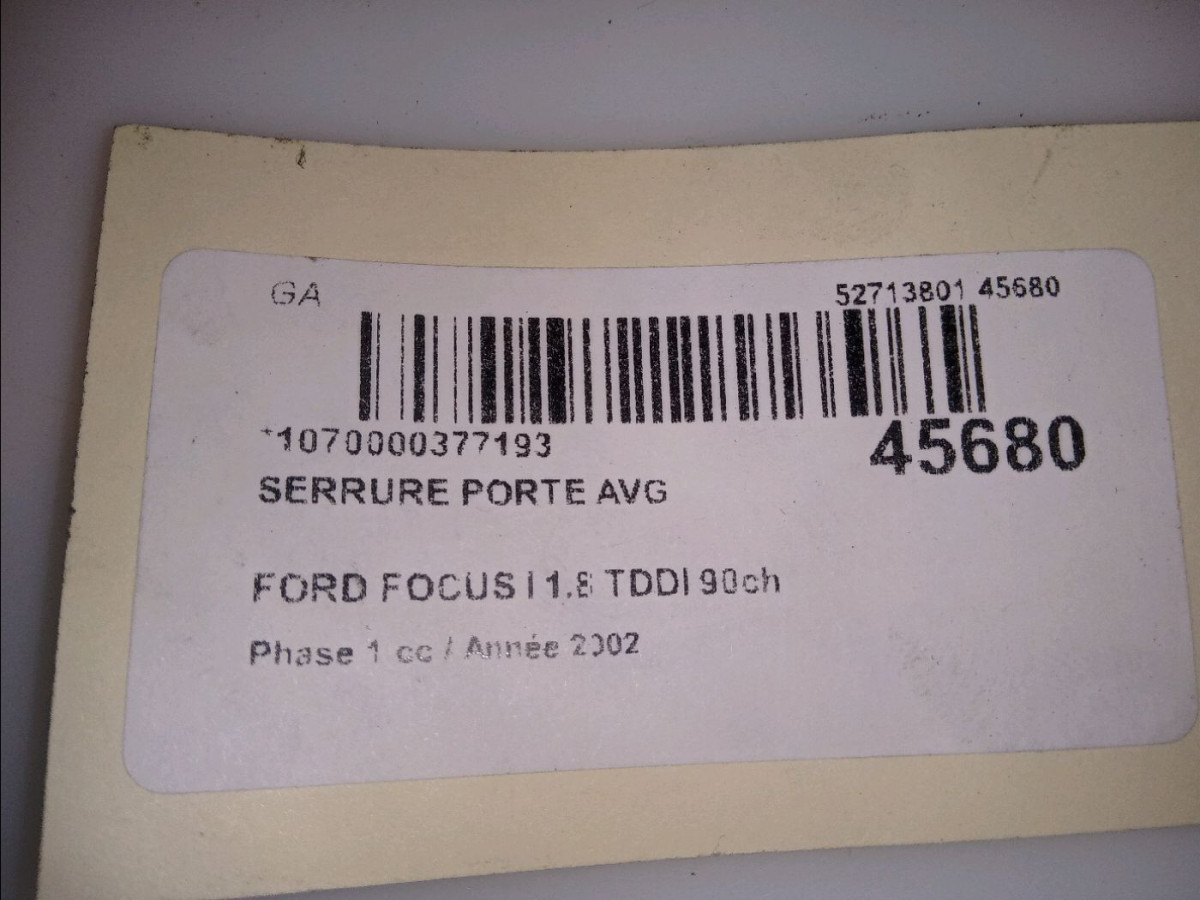 GA 52713801 45680
*1070000377193 45680
SERRURE PORTE AVG
FORD FOCUS I 1.8 TDDI 90ch
Phase 1 cc / Année 2002